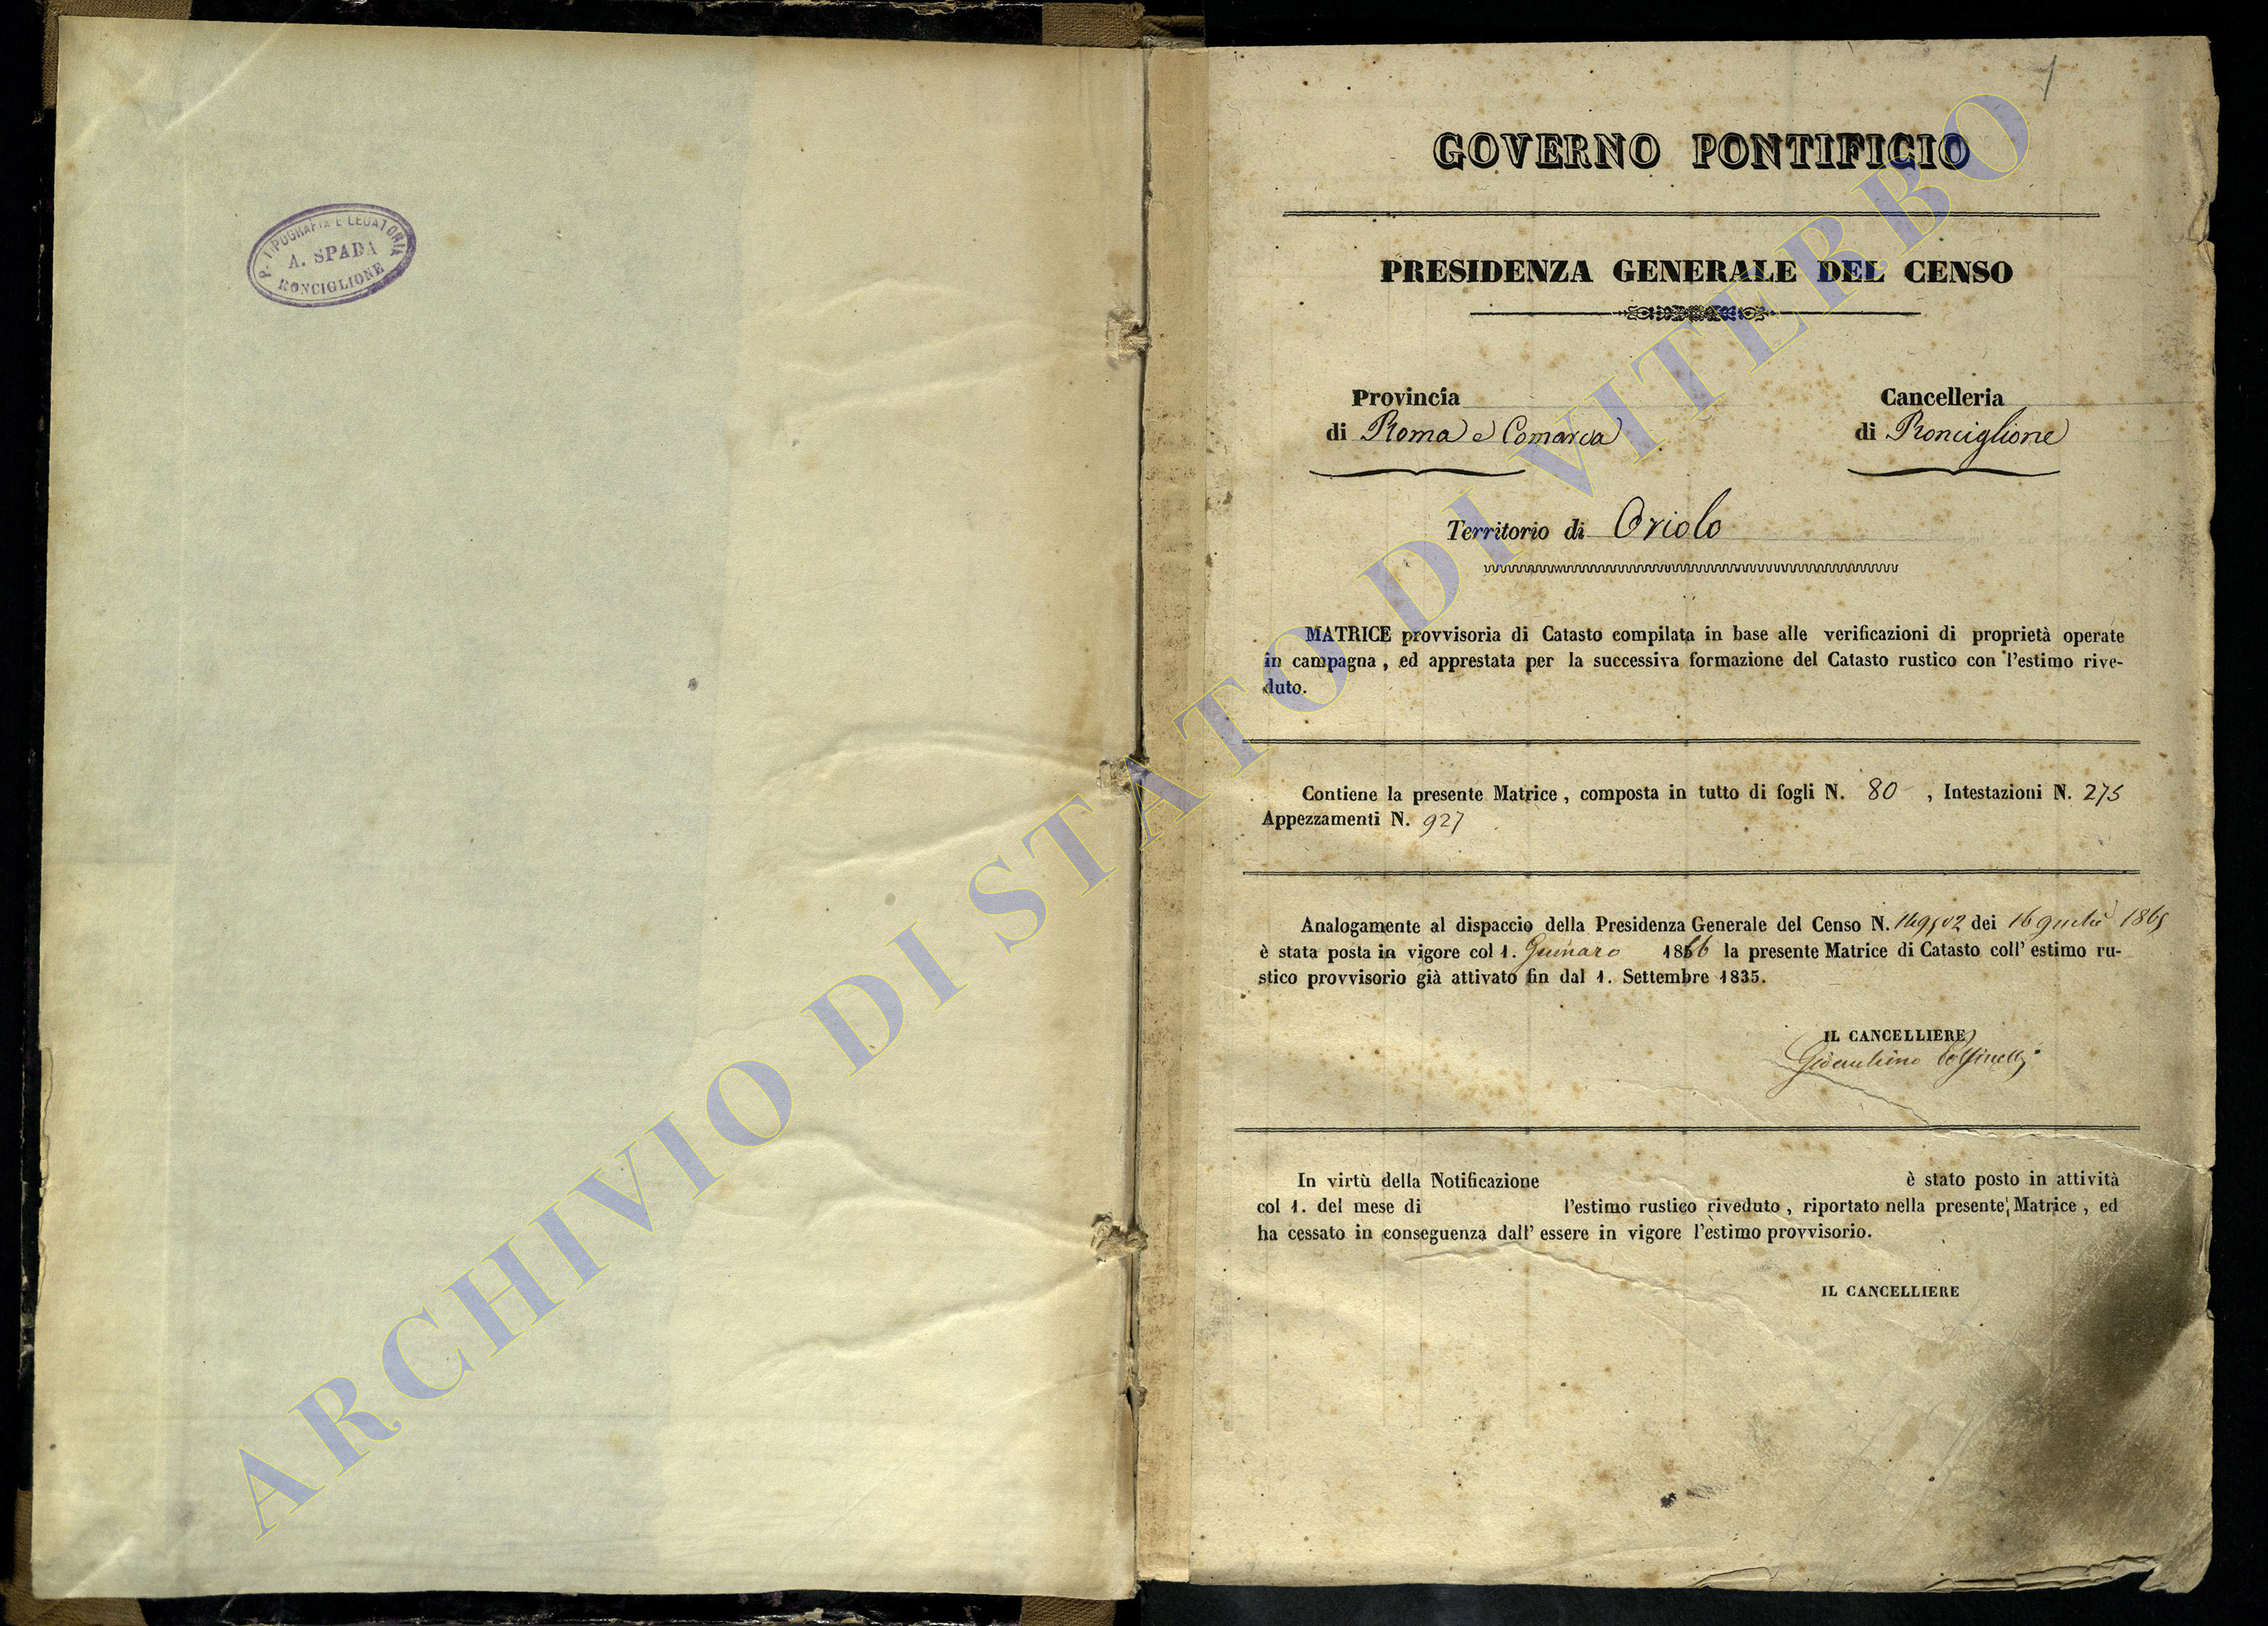 P. TIPOGRAFIA E LEGATORIA
A. SPADA
RONCIGLIONE
1
GOVERNO PONTIFICIO
PRESIDENZA GENERALE DEL CENSO
Provincia
di Roma e Comarca
Cancelleria
di Ronciglione
Territorio di Oriolo
MATRICE provvisoria di Catasto compilata in base alle verificazioni di proprietà operate
in campagna , ed apprestata per la successiva formazione del Catasto rustico con l'estimo rive-
duto.
Contiene la presente Matrice , composta in tutto di fogli N. 80 , Intestazioni N. 275
Appezzamenti N. 927
Analogamente al dispaccio della Presidenza Generale del Censo N. dei 16 1865
è stata posta in vigore col 1. Gennaro 1866 la presente Matrice di Catasto coll' estimo ru-
stico provvisorio già attivato fin dal 1. Settembre 1835.
IL CANCELLIERE
In virtù della Notificazione è stato posto in attività
col 1. del mese di l'estimo rustico riveduto , riportato nella presente Matrice , ed
ha cessato in conseguenza dall' essere in vigore l'estimo provvisorio.
IL CANCELLIERE
ARCHIVIO DI STATO DI VITERBO